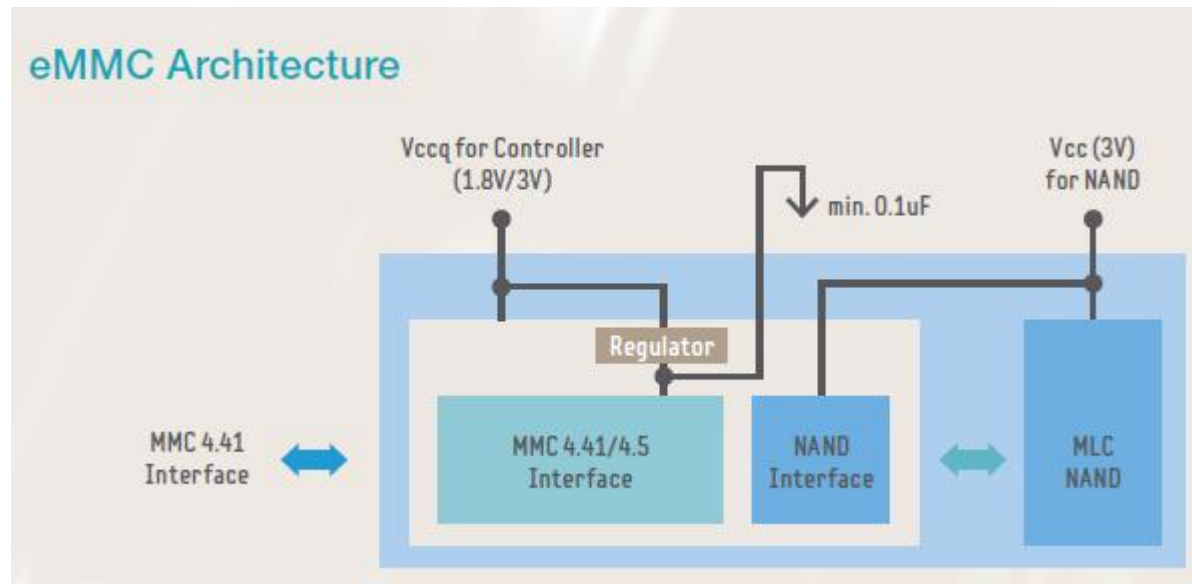 eMMC Architecture
Vccq for Controller
(1.8V/3V)
min. 0.1uF
Vcc (3V)
for NAND
Regulator
MMC 4.41
Interface
MMC 4.41/4.5
Interface
NAND
Interface
MLC
NAND